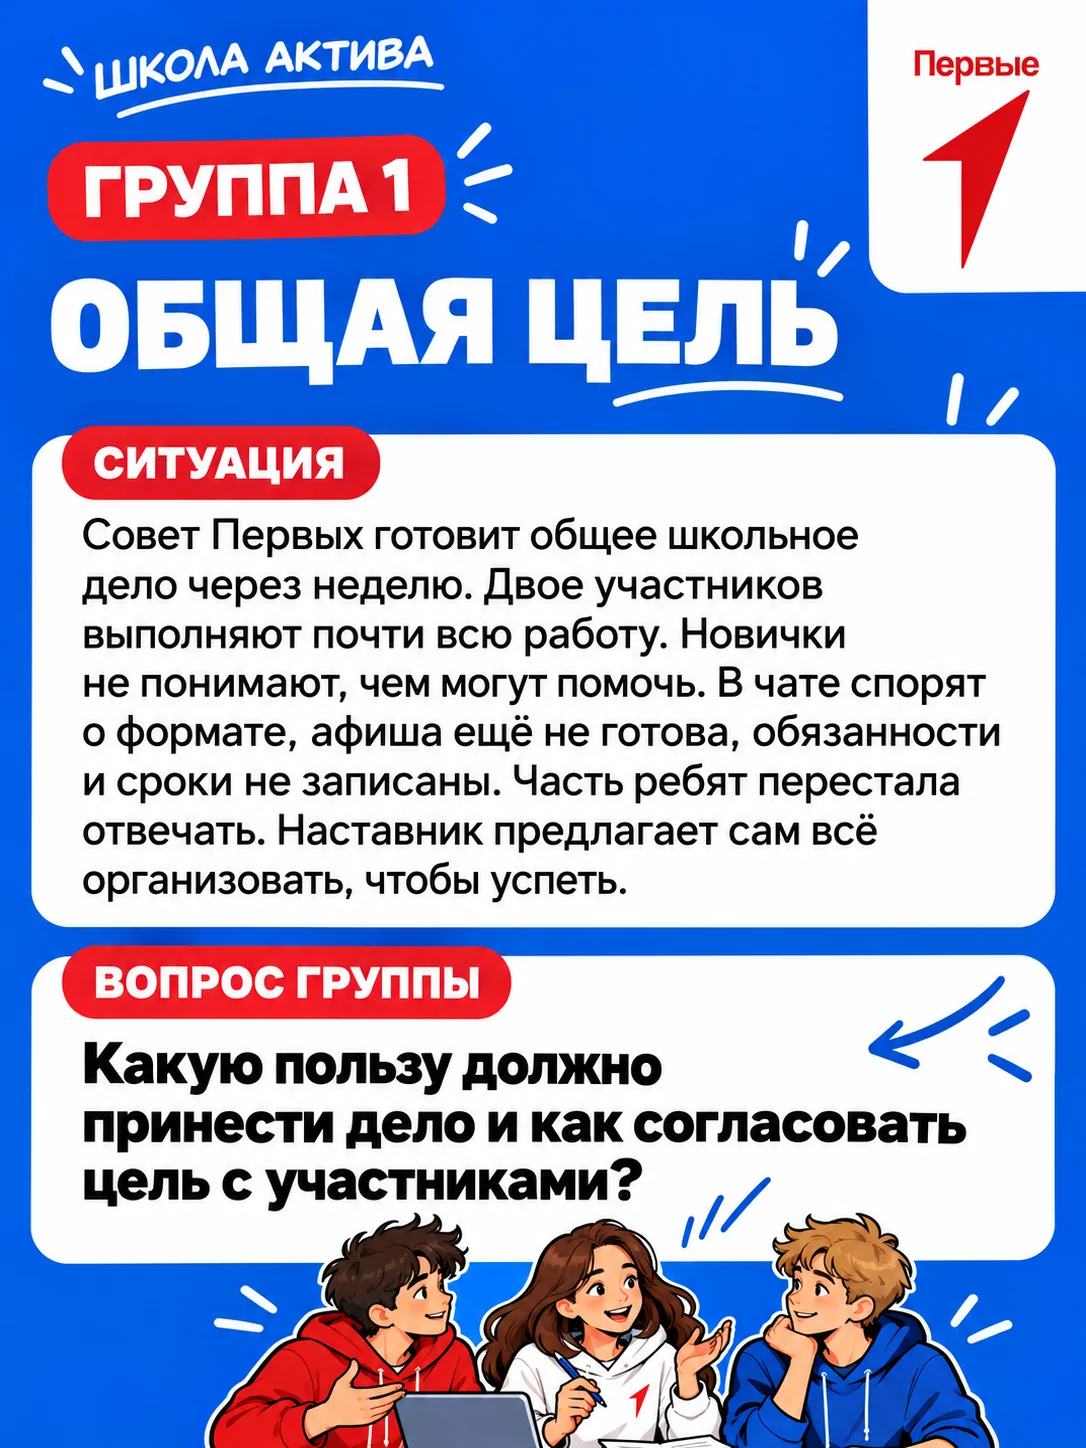 ШКОЛА АКТИВА
Первые
ГРУППА 1
ОБЩАЯ ЦЕЛЬ
СИТУАЦИЯ
Совет Первых готовит общее школьное
дело через неделю. Двое участников
выполняют почти всю работу. Новички
не понимают, чем могут помочь. В чате спорят
о формате, афиша ещё не готова, обязанности
и сроки не записаны. Часть ребят перестала
отвечать. Наставник предлагает сам всё
организовать, чтобы успеть.
ВОПРОС ГРУППЫ
Какую пользу должно
принести дело и как согласовать
цель с участниками?